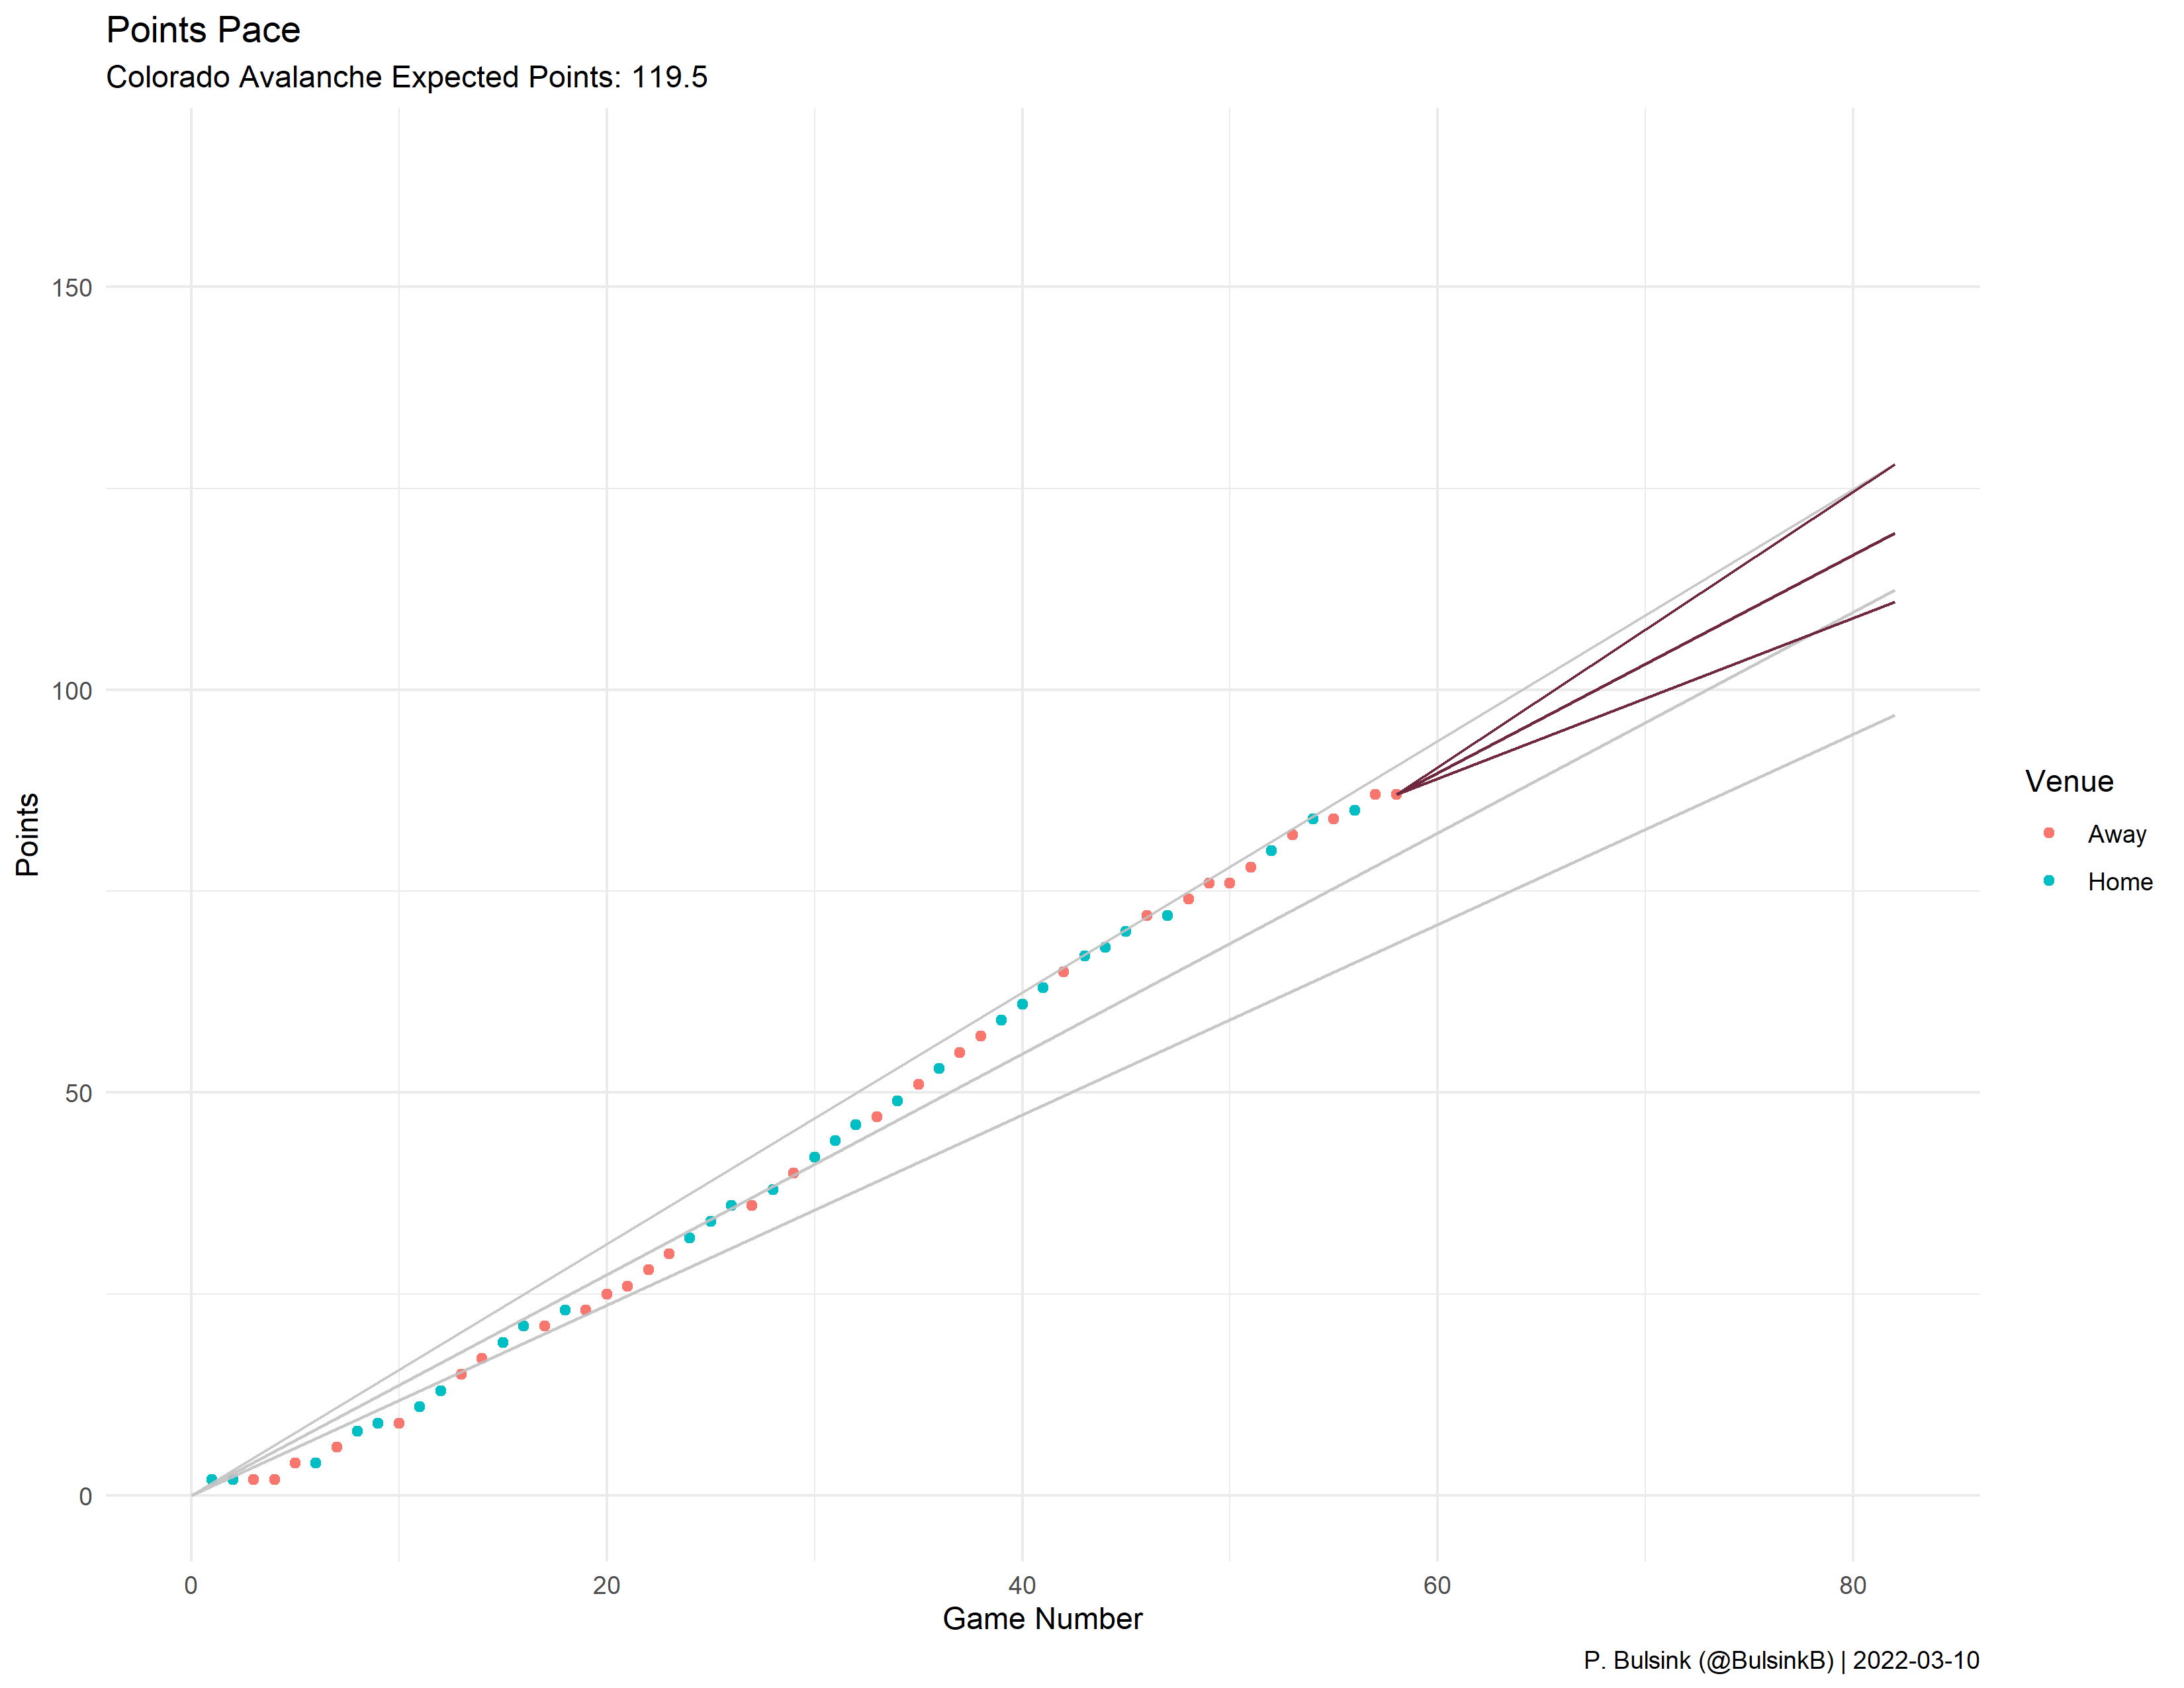 Points Pace
Colorado Avalanche Expected Points: 119.5
150
100
50
0
Points
0 20 40 60 80
Game Number
Venue
Away
Home
P. Bulsink (@BulsinkB) | 2022-03-10